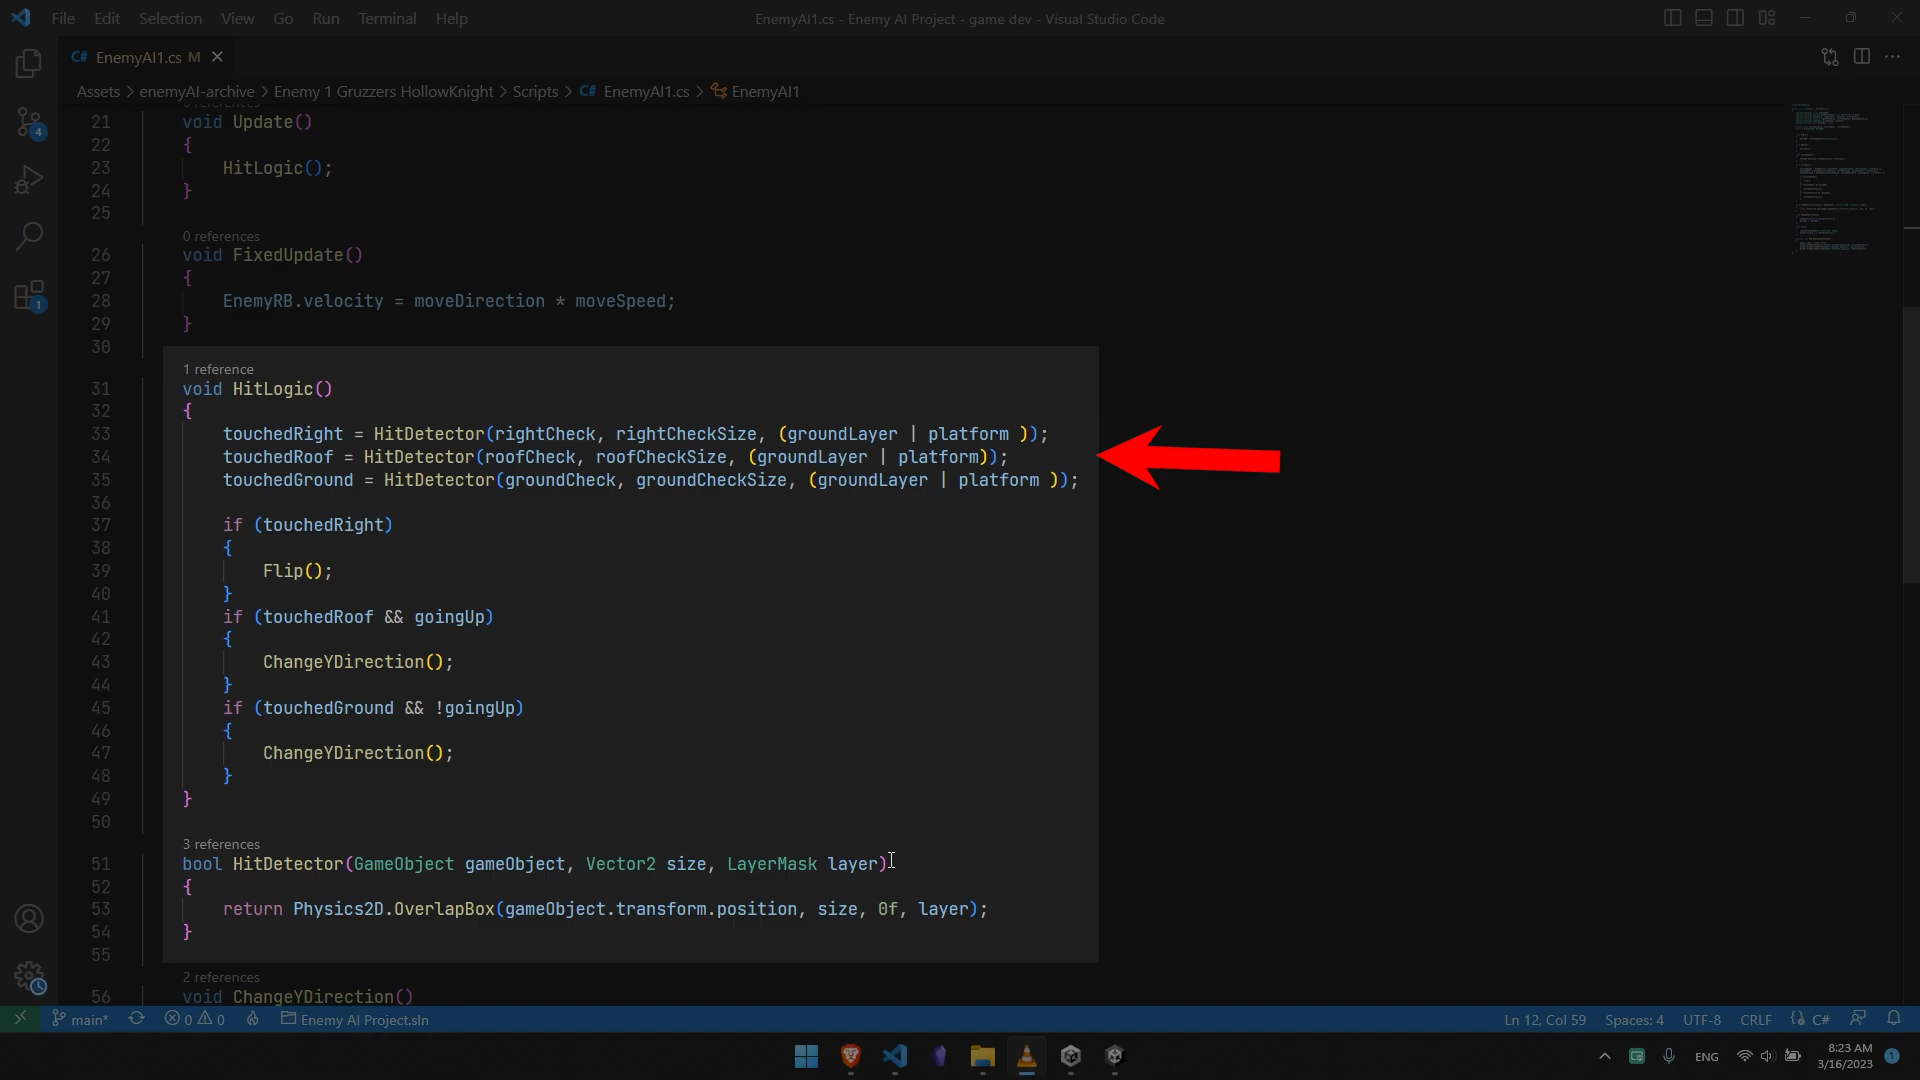 File Edit Selection View Go Run Terminal Help
EnemyAI1.cs - Enemy AI Project - game dev - Visual Studio Code
C# EnemyAI1.cs M
Assets > enemyAI-archive > Enemy 1 Gruzzers HollowKnight > Scripts > C# EnemyAI1.cs > EnemyAI1
0 references
21 void Update()
22 {
23 HitLogic();
24 }
25
0 references
26 void FixedUpdate()
27 {
28 EnemyRB.velocity = moveDirection * moveSpeed;
29 }
30
1 reference
31 void HitLogic()
32 {
33 touchedRight = HitDetector(rightCheck, rightCheckSize, (groundLayer | platform ));
34 touchedRoof = HitDetector(roofCheck, roofCheckSize, (groundLayer | platform));
35 touchedGround = HitDetector(groundCheck, groundCheckSize, (groundLayer | platform ));
36
37 if (touchedRight)
38 {
39 Flip();
40 }
41 if (touchedRoof && goingUp)
42 {
43 ChangeYDirection();
44 }
45 if (touchedGround && !goingUp)
46 {
47 ChangeYDirection();
48 }
49 }
50
3 references
51 bool HitDetector(GameObject gameObject, Vector2 size, LayerMask layer)
52 {
53 return Physics2D.OverlapBox(gameObject.transform.position, size, 0f, layer);
54 }
55
2 references
56 void ChangeYDirection()
4
1
main* 0 0 Enemy AI Project.sln Ln 12, Col 59 Spaces: 4 UTF-8 CRLF {} C#
ENG 8:23 AM
3/16/2023 1